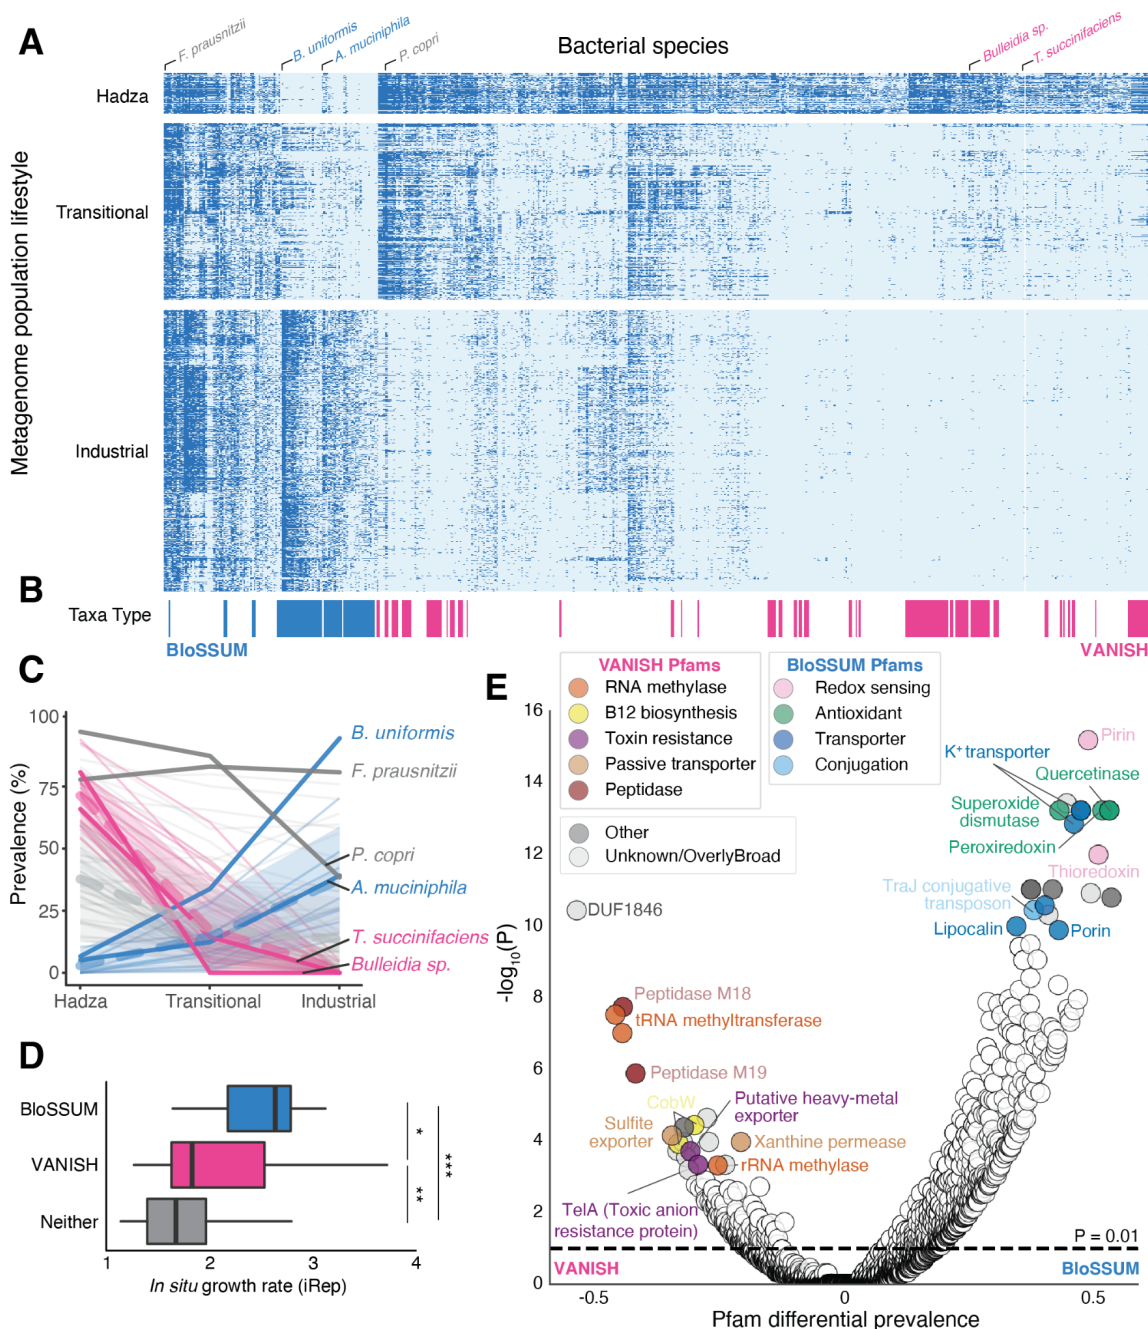 A
F. prausnitzii
B. uniformis
A. muciniphila
P. copri
Bacterial species
Bulleidia sp.
T. succinifaciens
Metagenome population lifestyle
Hadza
Transitional
Industrial
B
Taxa Type
BloSSUM
VANISH
C
Prevalence (%)
100
75
50
25
0
Hadza
Transitional
Industrial
B. uniformis
F. prausnitzii
P. copri
A. muciniphila
T. succinifaciens
Bulleidia sp.
D
BloSSUM
VANISH
Neither
*
**
***
1
2
3
4
In situ growth rate (iRep)
E
VANISH Pfams
RNA methylase
B12 biosynthesis
Toxin resistance
Passive transporter
Peptidase
BloSSUM Pfams
Redox sensing
Antioxidant
Transporter
Conjugation
Other
Unknown/OverlyBroad
-log10(P)
16
14
12
10
8
6
4
2
0
Pirin
K+ transporter
Quercetinase
Superoxide
dismutase
Peroxiredoxin
Thioredoxin
TraJ conjugative
transposon
Lipocalin
Porin
DUF1846
Peptidase M18
tRNA methyltransferase
Peptidase M19
CobW
Putative heavy-metal
exporter
Sulfite
exporter
Xanthine permease
rRNA methylase
TelA (Toxic anion
resistance protein)
P = 0.01
VANISH
BloSSUM
-0.5
0
0.5
Pfam differential prevalence